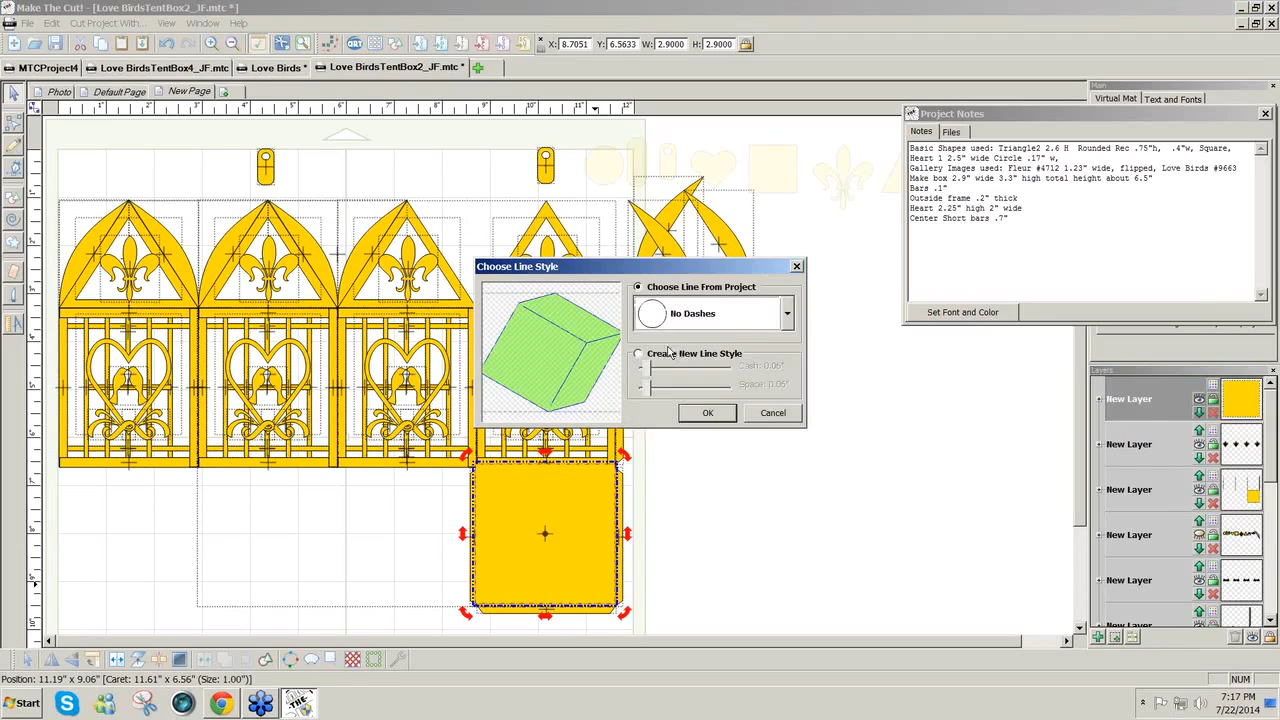 Make The Cut! - [Love BirdsTentBox2_JF.mtc *]
File Edit Cut Project With... View Window Help
X: 8.7051 Y: 6.5633 W: 2.9000 H: 2.9000
MTCProject4 Love BirdsTentBox4_JF.mtc Love Birds * Love BirdsTentBox2_JF.mtc *
Photo Default Page New Page
Main
Virtual Mat Text and Fonts
Project Notes
Notes Files
Basic Shapes used: Triangle2 2.6 H Rounded Rec .75"h, .4"w, Square,
Heart 1 2.5" wide Circle .17" w,
Gallery Images used: Fleur #4712 1.23" wide, flipped, Love Birds #9663
Make box 2.9" wide 3.3" high total height about 6.5"
Bars .1"
Outside frame .2" thick
Heart 2.25" high 2" wide
Center Short bars .7"
Set Font and Color
Choose Line Style
Choose Line From Project
No Dashes
Create New Line Style
Dash: 0.06"
Space: 0.06"
OK Cancel
Layers
New Layer
New Layer
New Layer
New Layer
New Layer
New Layer
Position: 11.19" x 9.06" [Caret: 11.61" x 6.56" (Size: 1.00")]
NUM
Start
7:17 PM
7/22/2014